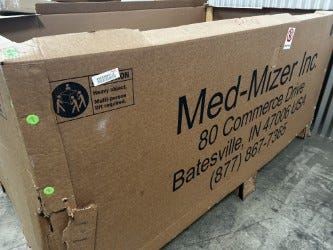 Heavy object.
Multi-person
lift required.
Med-Mizer Inc
80 Commerce Drive
Batesville, IN 47006 USA
(877) 867-7365